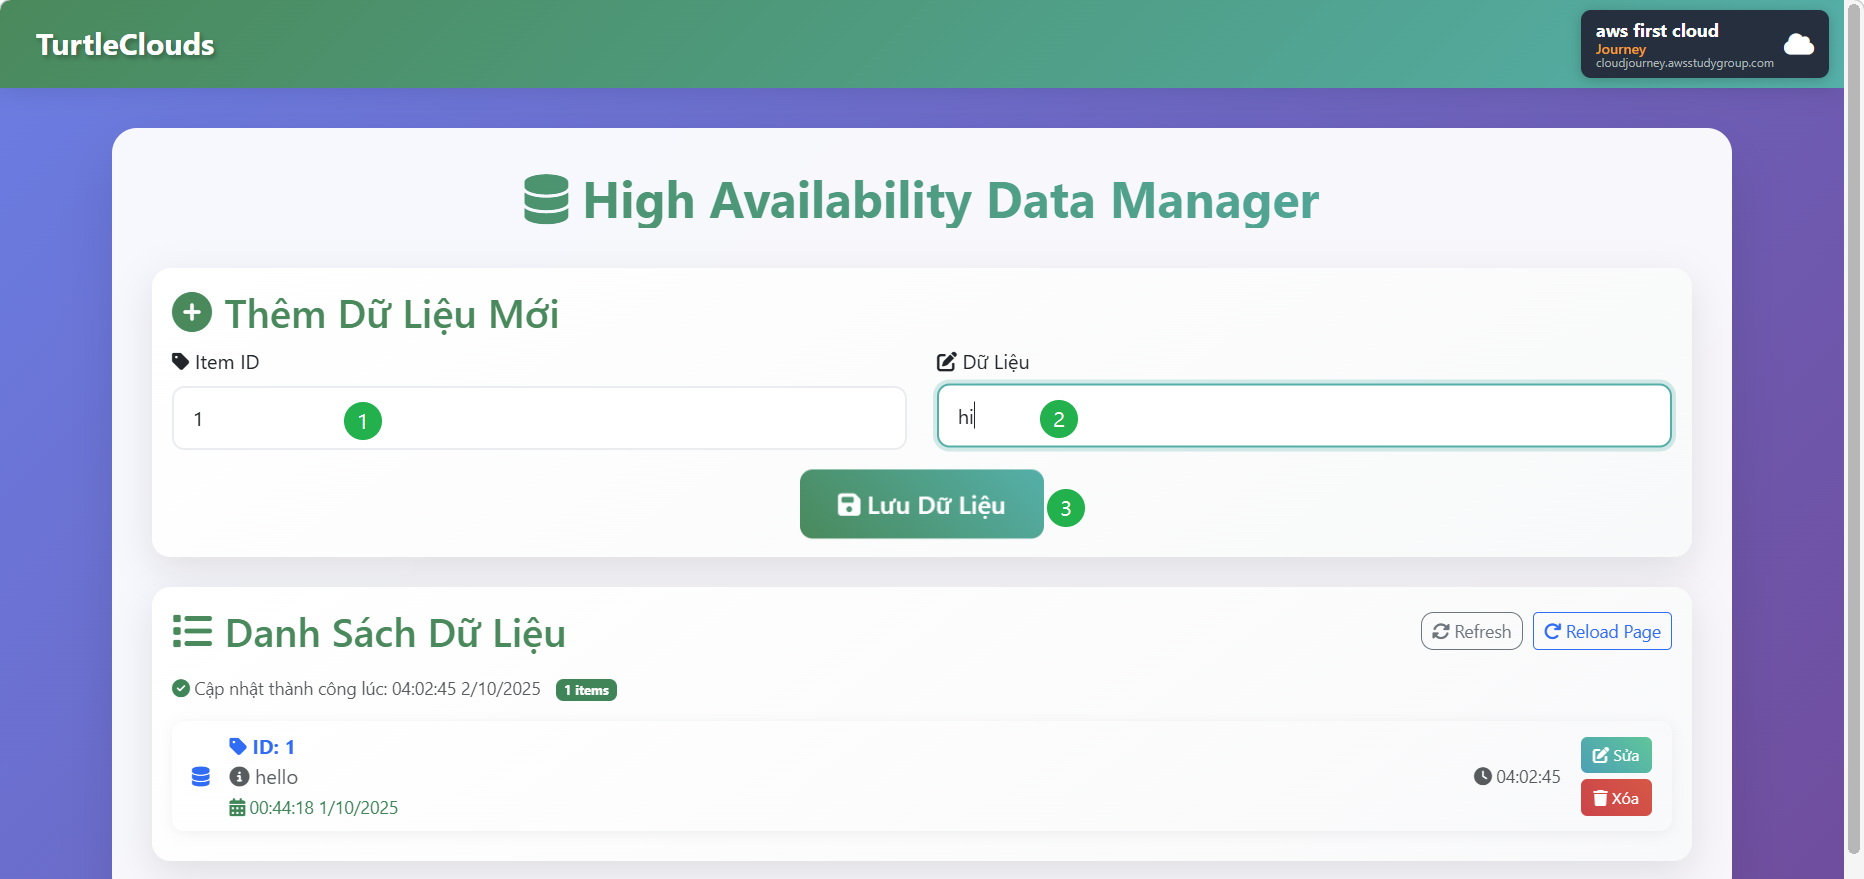 TurtleClouds
aws first cloud
Journey
cloudjourney.awsstudygroup.com
High Availability Data Manager
Thêm Dữ Liệu Mới
Item ID
Dữ Liệu
1
1
hi
2
Lưu Dữ Liệu
3
Danh Sách Dữ Liệu
Refresh
Reload Page
Cập nhật thành công lúc: 04:02:45 2/10/2025
1 items
ID: 1
hello
00:44:18 1/10/2025
04:02:45
Sửa
Xóa